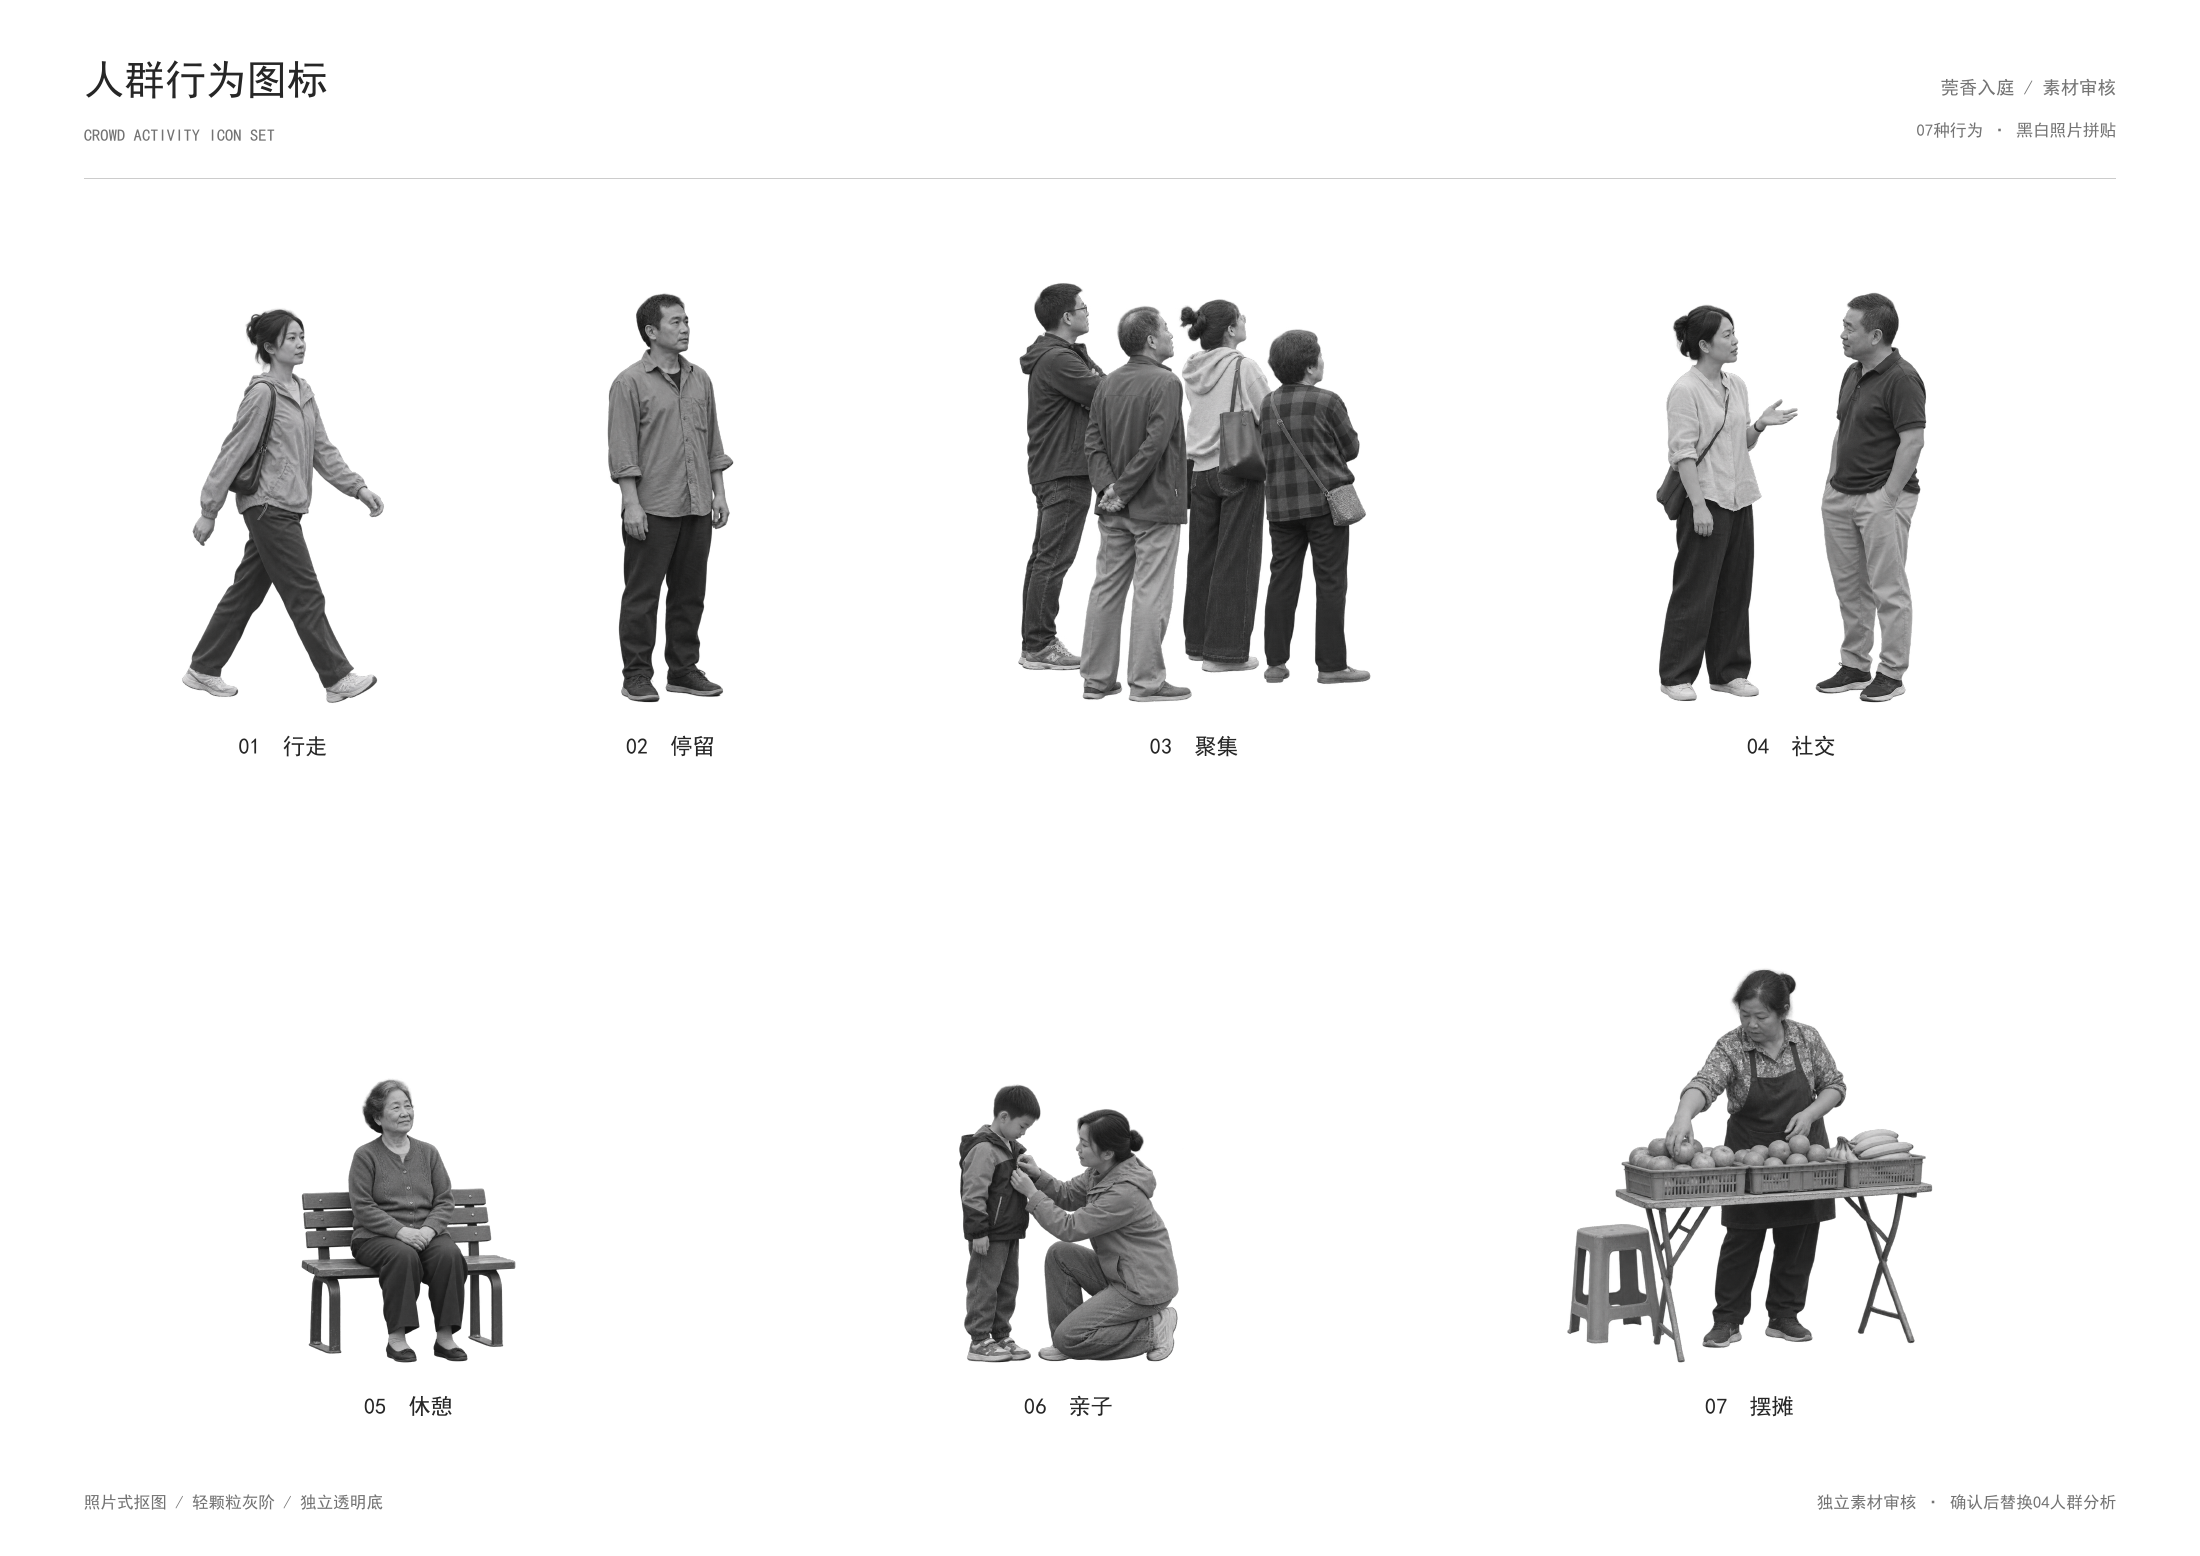 人群行为图标
CROWD ACTIVITY ICON SET
莞香入庭 / 素材审核
07种行为 · 黑白照片拼贴
01 行走
02 停留
03 聚集
04 社交
05 休憩
06 亲子
07 摆摊
照片式抠图 / 轻颗粒灰阶 / 独立透明底
独立素材审核 · 确认后替换04人群分析